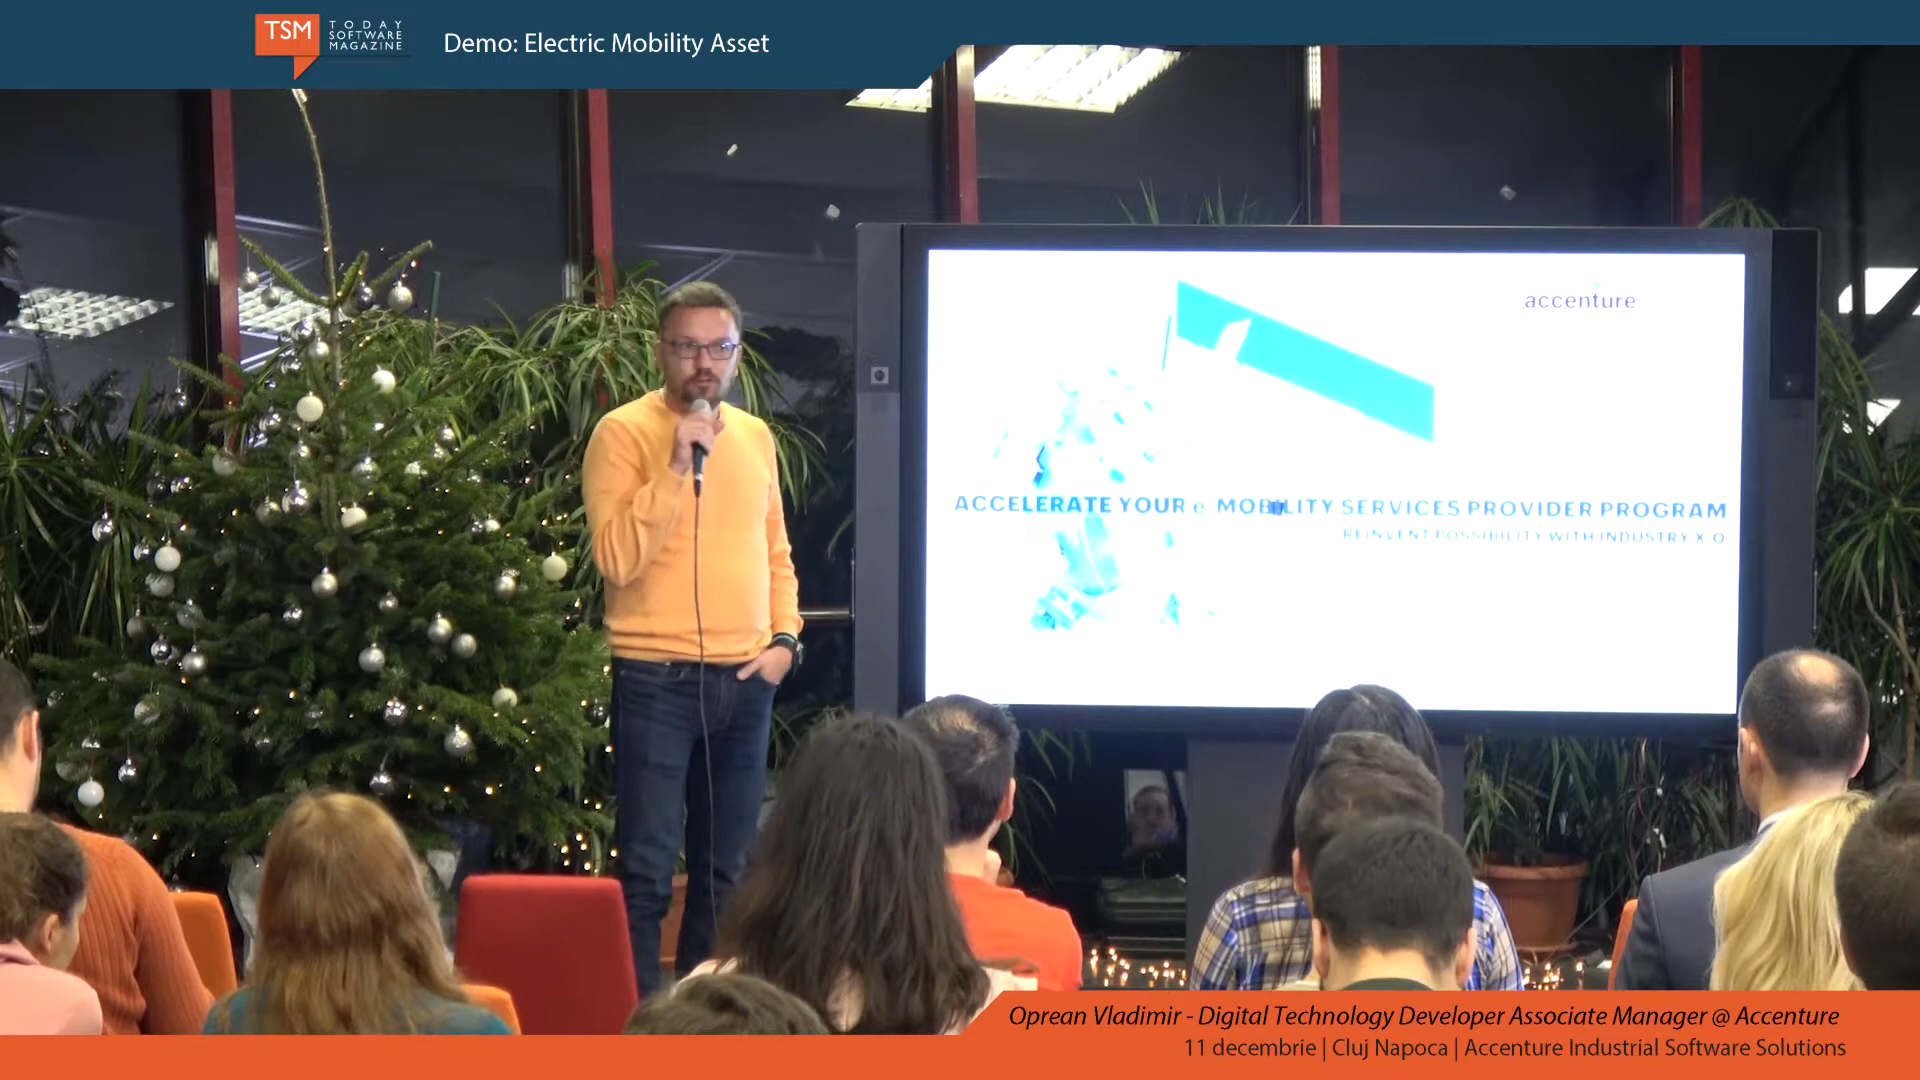 TSM
TODAY
SOFTWARE
MAGAZINE
Demo: Electric Mobility Asset
accenture
ACCELERATE YOUR e MOBILITY SERVICES PROVIDER PROGRAM
REINVENT POSSIBILITY WITH INDUSTRY X.0
Oprean Vladimir - Digital Technology Developer Associate Manager @ Accenture
11 decembrie | Cluj Napoca | Accenture Industrial Software Solutions